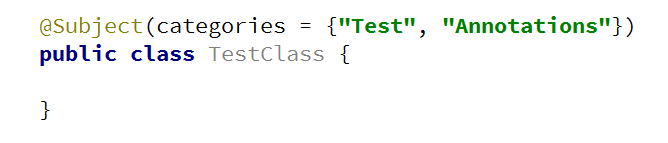 @Subject(categories = {"Test", "Annotations"})
public class TestClass {
}